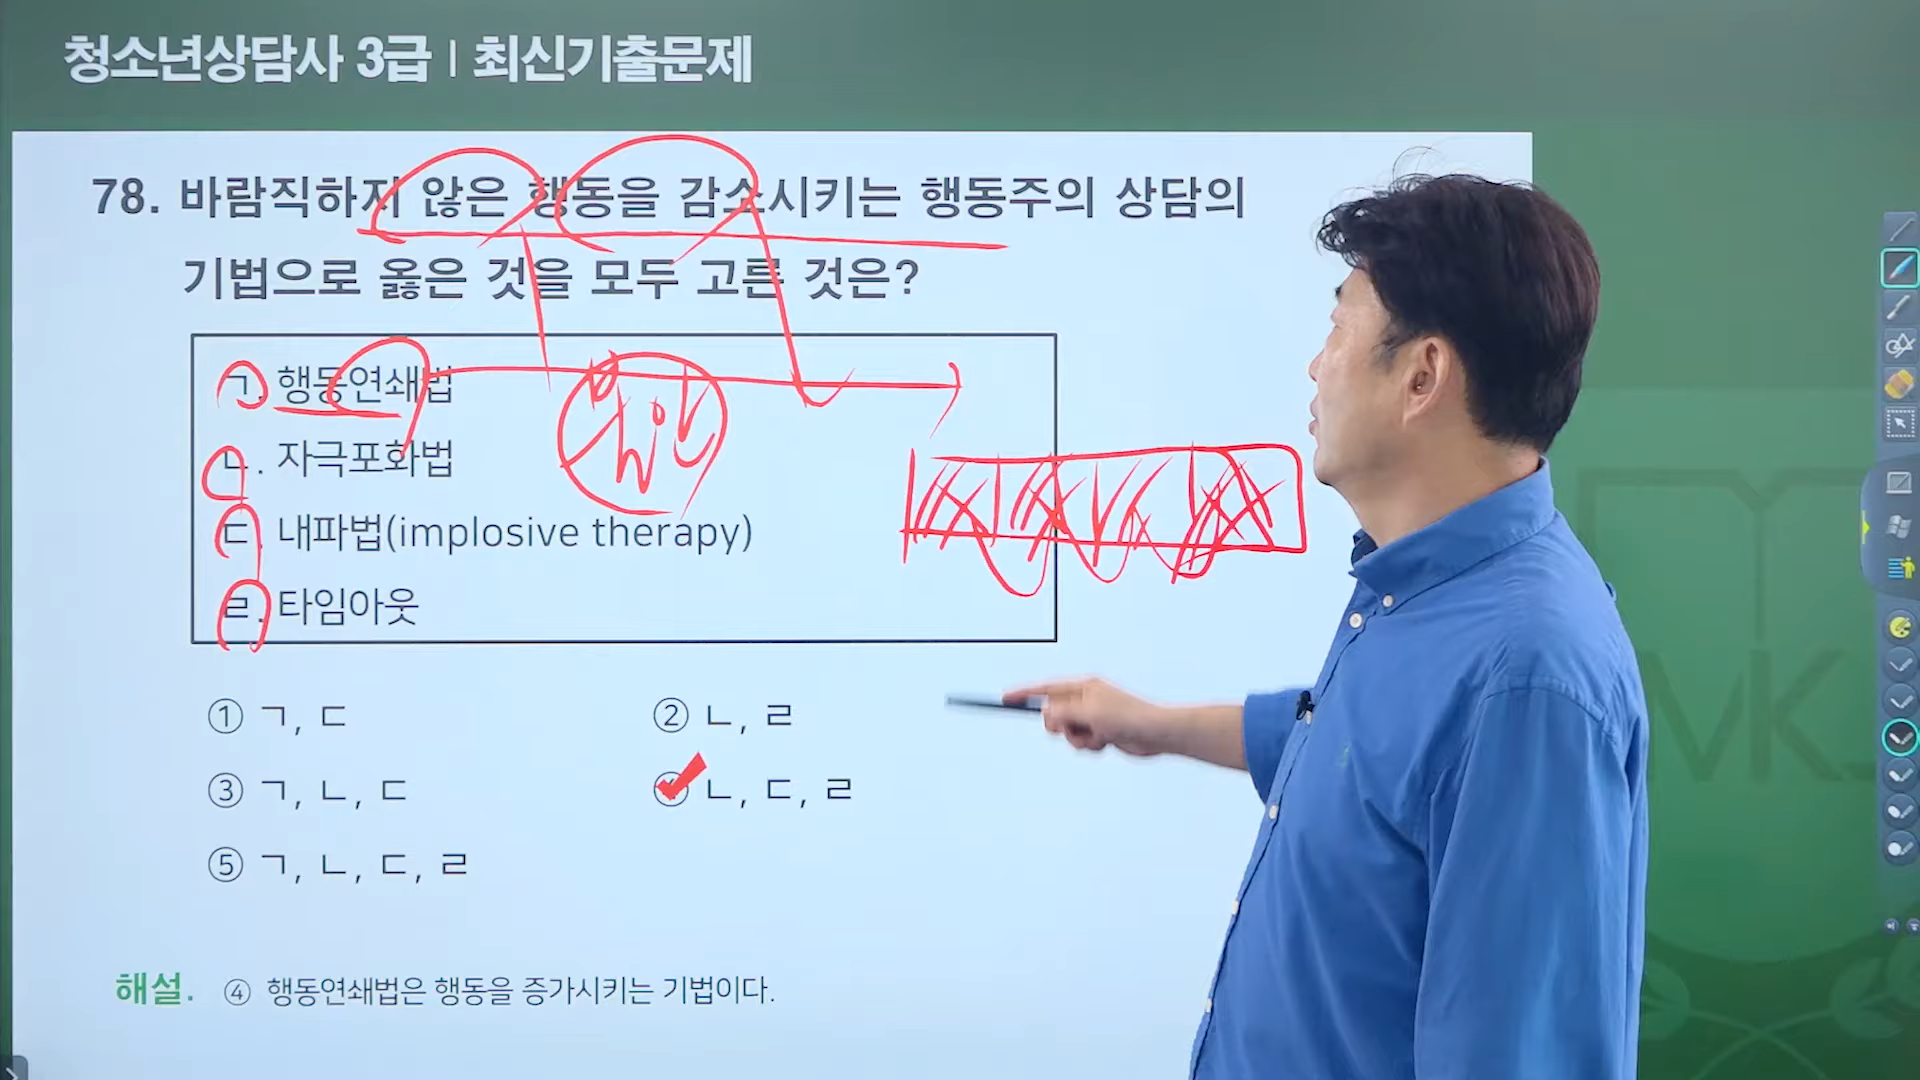 청소년상담사 3급 | 최신기출문제
78. 바람직하지 않은 행동을 감소시키는 행동주의 상담의
기법으로 옳은 것을 모두 고른 것은?
ㄱ. 행동연쇄법
ㄴ. 자극포화법
ㄷ. 내파법(implosive therapy)
ㄹ. 타임아웃
① ㄱ, ㄷ
② ㄴ, ㄹ
③ ㄱ, ㄴ, ㄷ
④ ㄴ, ㄷ, ㄹ
⑤ ㄱ, ㄴ, ㄷ, ㄹ
해설. ④ 행동연쇄법은 행동을 증가시키는 기법이다.
MK